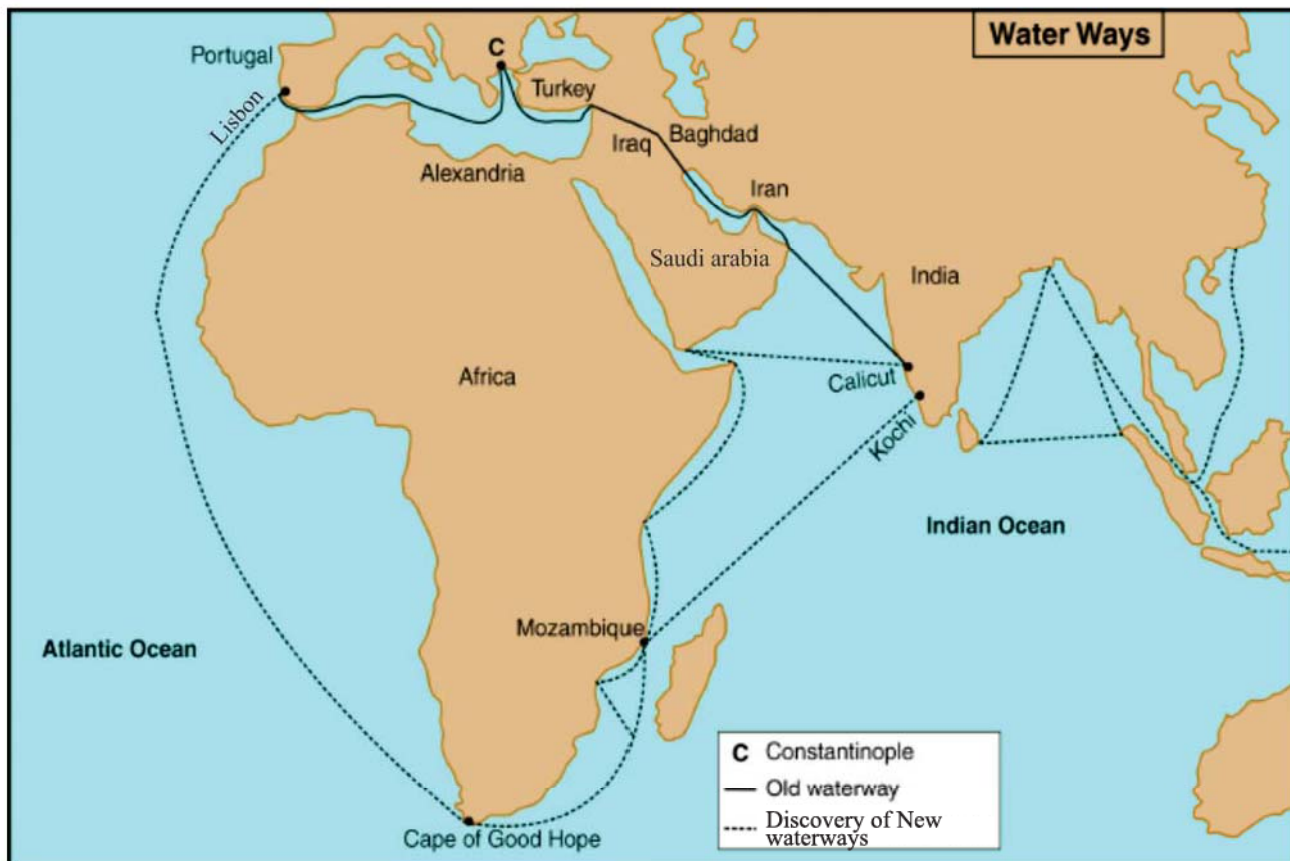 Water Ways
C
Portugal
Lisbon
Turkey
Iraq
Baghdad
Alexandria
Iran
Saudi arabia
India
Africa
Calicut
Kochi
Indian Ocean
Mozambique
Atlantic Ocean
Cape of Good Hope
C Constantinople
Old waterway
Discovery of New
waterways